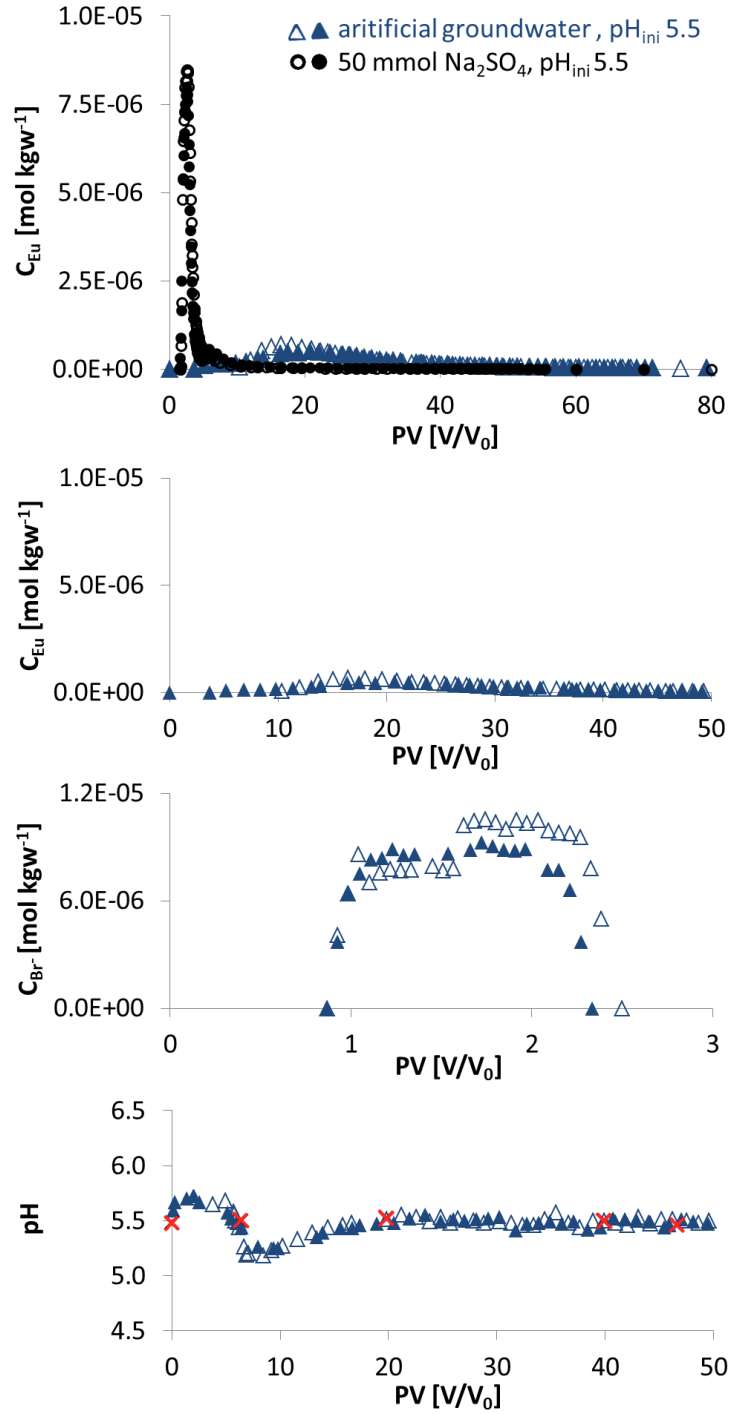 1.0E-05
aritificial groundwater , pHini 5.5
50 mmol Na2SO4, pHini 5.5
7.5E-06
CEu [mol kgw-1]
5.0E-06
2.5E-06
0.0E+00
0 20 40 60 80
PV [V/V0]
1.0E-05
CEu [mol kgw-1]
5.0E-06
0.0E+00
0 10 20 30 40 50
PV [V/V0]
1.2E-05
CBr- [mol kgw-1]
6.0E-06
0.0E+00
0 1 2 3
PV [V/V0]
6.5
6.0
pH
5.5
5.0
4.5
0 10 20 30 40 50
PV [V/V0]